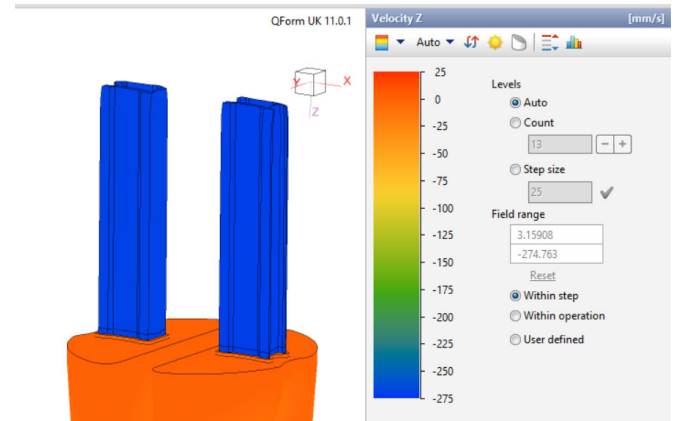 QForm UK 11.0.1
Velocity Z [mm/s]
Auto
Y
X
Z
25
0
-25
-50
-75
-100
-125
-150
-175
-200
-225
-250
-275
Levels
Auto
Count
13
Step size
25
Field range
3.15908
-274.763
Reset
Within step
Within operation
User defined